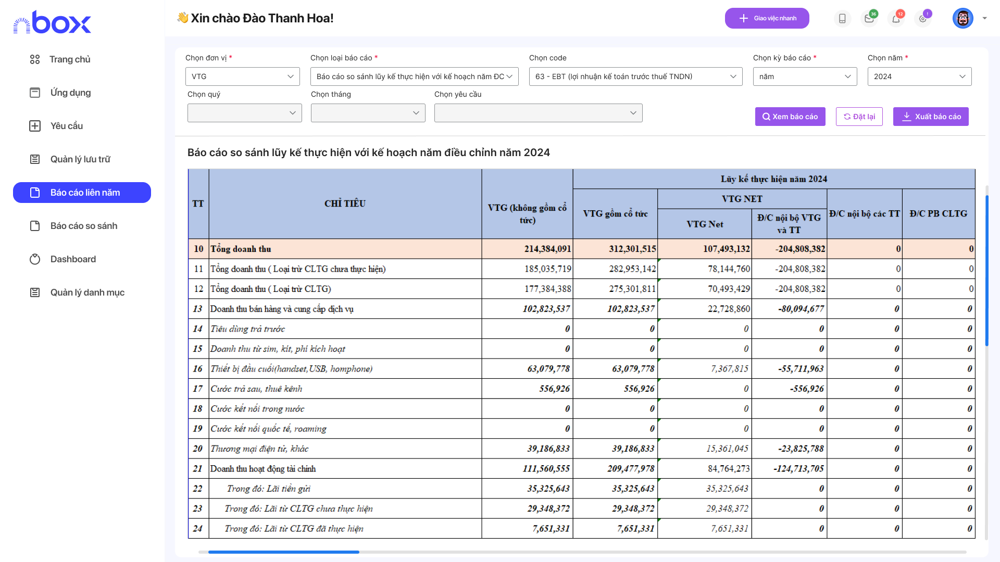 nbox
👋 Xin chào Đào Thanh Hoa!
Giao việc nhanh
36
12
!
Trang chủ
Ứng dụng
Yêu cầu
Quản lý lưu trữ
Báo cáo liên năm
Báo cáo so sánh
Dashboard
Quản lý danh mục
Chọn đơn vị * Chọn loại báo cáo * Chọn code Chọn kỳ báo cáo * Chọn năm *
VTG Báo cáo so sánh lũy kế thực hiện với kế hoạch năm ĐC 63 - EBT (lợi nhuận kế toán trước thuế TNDN) năm 2024
Chọn quý Chọn tháng Chọn yêu cầu
Xem báo cáo Đặt lại Xuất báo cáo
Báo cáo so sánh lũy kế thực hiện với kế hoạch năm điều chỉnh năm 2024
Lũy kế thực hiện năm 2024
TT CHỈ TIÊU VTG (không gồm cổ tức) VTG gồm cổ tức VTG NET Đ/C nội bộ các TT Đ/C PB CLTG
VTG Net Đ/C nội bộ VTG và TT
10 Tổng doanh thu 214,384,091 312,301,515 107,493,132 -204,808,382 0 0
11 Tổng doanh thu ( Loại trừ CLTG chưa thực hiện) 185,035,719 282,953,142 78,144,760 -204,808,382 0 0
12 Tổng doanh thu ( Loại trừ CLTG) 177,384,388 275,301,811 70,493,429 -204,808,382 0 0
13 Doanh thu bán hàng và cung cấp dịch vụ 102,823,537 102,823,537 22,728,860 -80,094,677 0 0
14 Tiêu dùng trả trước 0 0 0 0 0 0
15 Doanh thu từ sim, kit, phí kích hoạt 0 0 0 0 0 0
16 Thiết bị đầu cuối(handset,USB, homphone) 63,079,778 63,079,778 7,367,815 -55,711,963 0 0
17 Cước trả sau, thuê kênh 556,926 556,926 0 -556,926 0 0
18 Cước kết nối trong nước 0 0 0 0 0 0
19 Cước kết nối quốc tế, roaming 0 0 0 0 0 0
20 Thương mại điện tử, khác 39,186,833 39,186,833 15,361,045 -23,825,788 0 0
21 Doanh thu hoạt động tài chính 111,560,555 209,477,978 84,764,273 -124,713,705 0 0
22 Trong đó: Lãi tiền gửi 35,325,643 35,325,643 35,325,643 0 0 0
23 Trong đó: Lãi từ CLTG chưa thực hiện 29,348,372 29,348,372 29,348,372 0 0 0
24 Trong đó: Lãi từ CLTG đã thực hiện 7,651,331 7,651,331 7,651,331 0 0 0